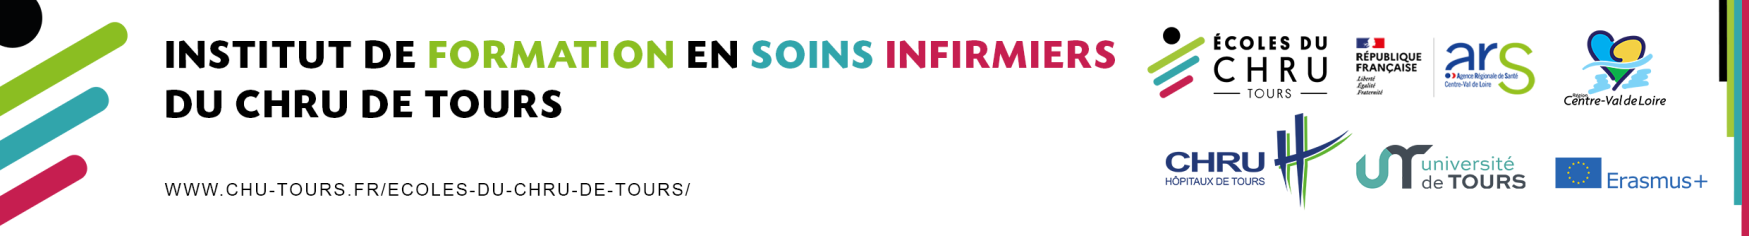 INSTITUT DE FORMATION EN SOINS INFIRMIERS
DU CHRU DE TOURS
WWW.CHU-TOURS.FR/ECOLES-DU-CHRU-DE-TOURS/
ÉCOLES DU
CHRU
TOURS
RÉPUBLIQUE
FRANÇAISE
Liberté
Égalité
Fraternité
ars
Agence Régionale de Santé
Centre-Val de Loire
Région
Centre-Val de Loire
CHRU
HÔPITAUX DE TOURS
université
de TOURS
Erasmus+